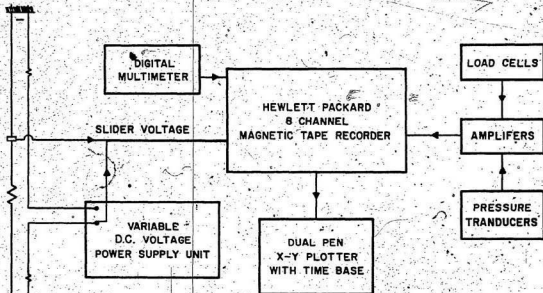 DIGITAL
MULTIMETER
HEWLETT PACKARD
8 CHANNEL
MAGNETIC TAPE RECORDER
LOAD CELLS
SLIDER VOLTAGE
AMPLIFERS
VARIABLE
D.C. VOLTAGE
POWER SUPPLY UNIT
DUAL PEN
X-Y PLOTTER
WITH TIME BASE
PRESSURE
TRANDUCERS